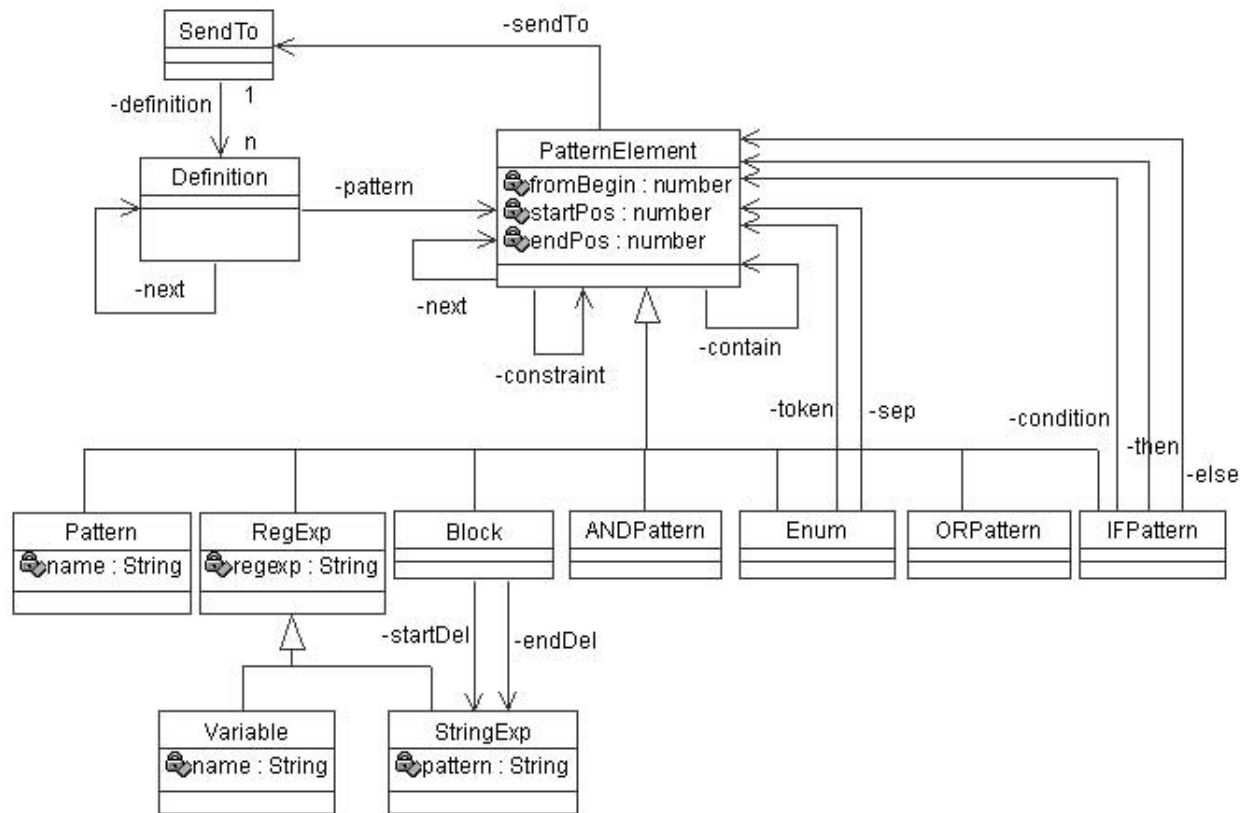 SendTo
-sendTo
-definition
1
n
Definition
-pattern
-next
PatternElement
fromBegin : number
startPos : number
endPos : number
-next
-constraint
-contain
-token
-sep
-condition
-then
-else
Pattern
name : String
RegExp
regexp : String
Block
ANDPattern
Enum
ORPattern
IFPattern
-startDel
-endDel
Variable
name : String
StringExp
pattern : String